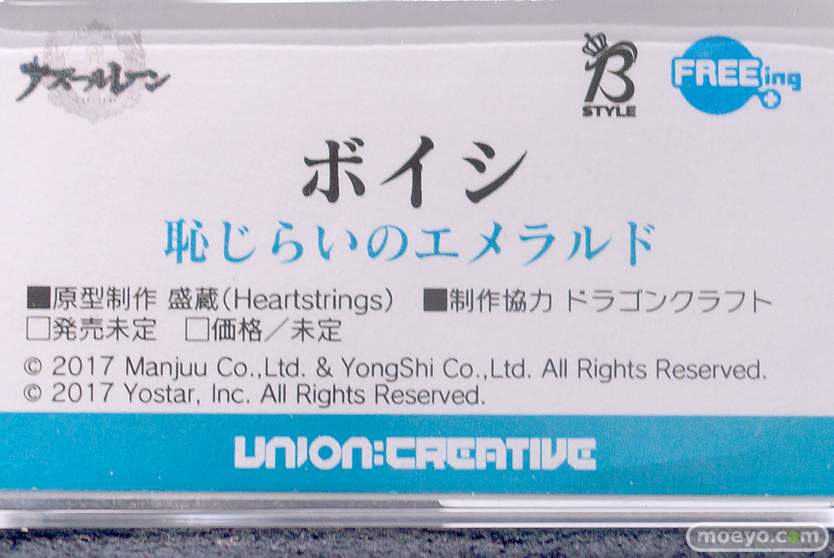 アズールレーン
B
STYLE
FREEing
ボイシ
恥じらいのエメラルド
■原型制作 盛蔵(Heartstrings) ■制作協力 ドラゴンクラフト
□発売未定 □価格／未定
© 2017 Manjuu Co.,Ltd. & YongShi Co.,Ltd. All Rights Reserved.
© 2017 Yostar, Inc. All Rights Reserved.
UNION:CREATIVE
moeyo.com